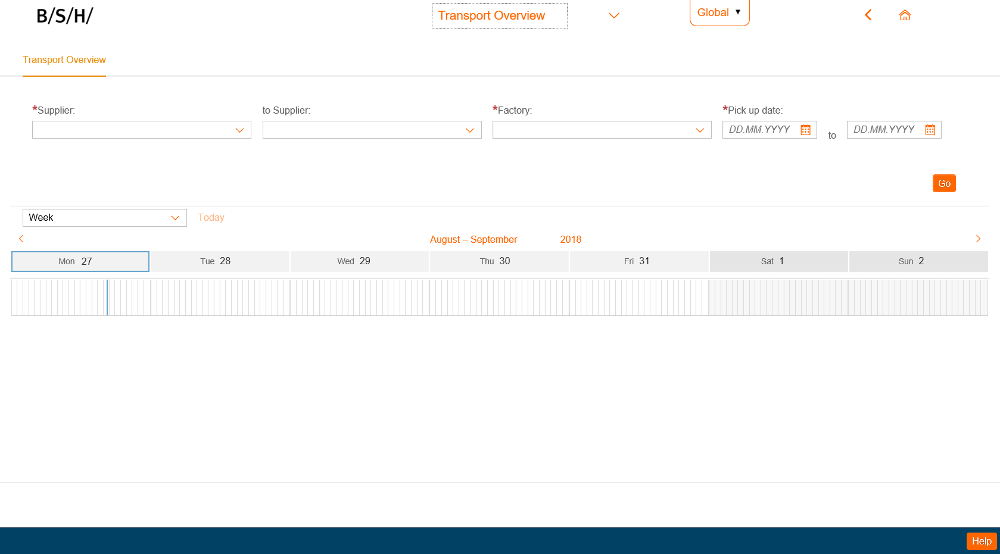 B/S/H/
Transport Overview
Global ▼
Transport Overview
*Supplier:
to Supplier:
*Factory:
*Pick up date:
DD.MM.YYYY
to
DD.MM.YYYY
Go
Week
Today
August – September 2018
Mon 27
Tue 28
Wed 29
Thu 30
Fri 31
Sat 1
Sun 2
Help